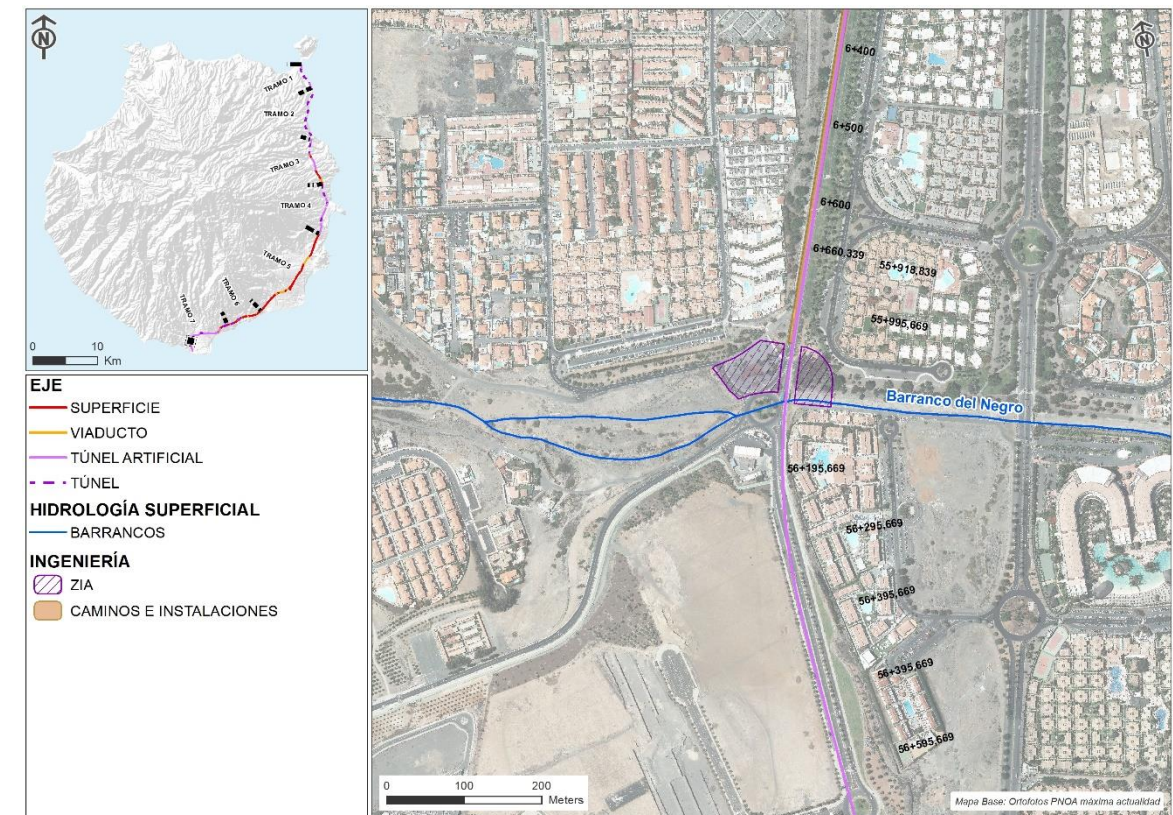 N
TRAMO 1
TRAMO 2
TRAMO 3
TRAMO 4
TRAMO 5
TRAMO 6
TRAMO 7
0 10
Km
EJE
SUPERFICIE
VIADUCTO
TÚNEL ARTIFICIAL
TÚNEL
HIDROLOGÍA SUPERFICIAL
BARRANCOS
INGENIERÍA
ZIA
CAMINOS E INSTALACIONES
N
6+400
6+500
6+600
6+660,339
55+918,839
55+995,669
Barranco del Negro
56+195,669
56+295,669
56+395,669
56+395,669
56+595,669
0 100 200
Meters
Mapa Base: Ortofotos PNOA máxima actualidad